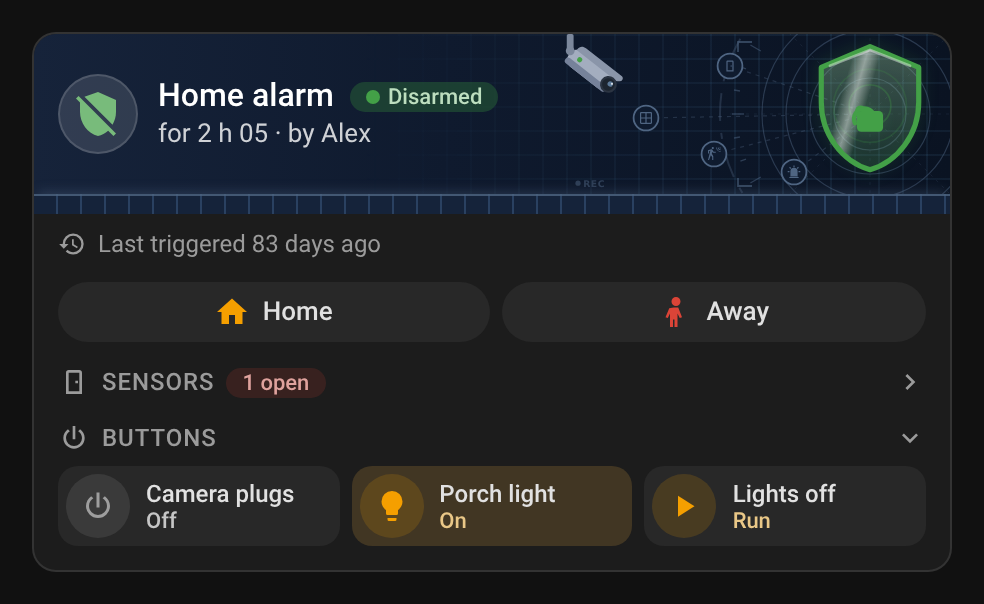 Home alarm
Disarmed
for 2 h 05 · by Alex
REC
Last triggered 83 days ago
Home
Away
SENSORS
1 open
BUTTONS
Camera plugs
Off
Porch light
On
Lights off
Run